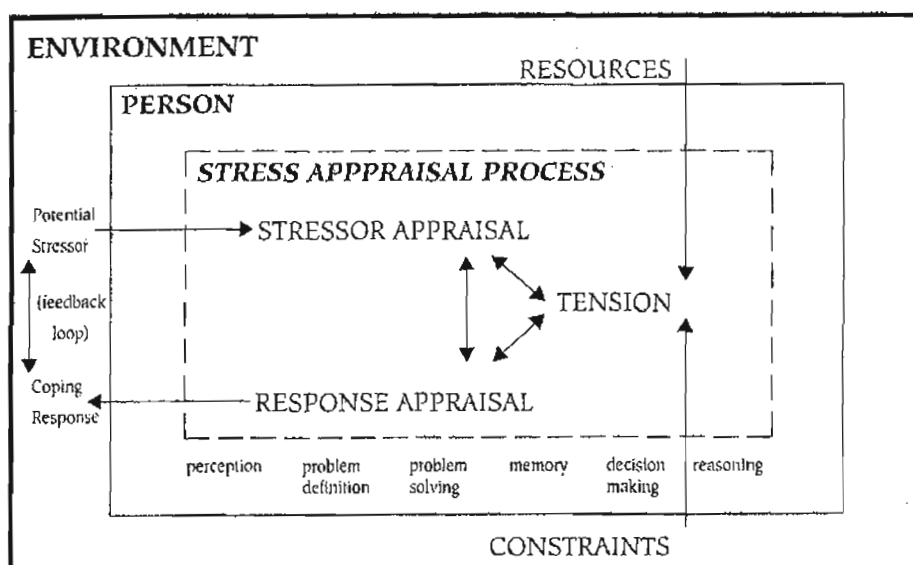 ENVIRONMENT
RESOURCES
PERSON
STRESS APPPRAISAL PROCESS
Potential
Stressor
STRESSOR APPRAISAL
(feedback
loop)
TENSION
Coping
Response
RESPONSE APPRAISAL
perception
problem
definition
problem
solving
memory
decision
making
reasoning
CONSTRAINTS